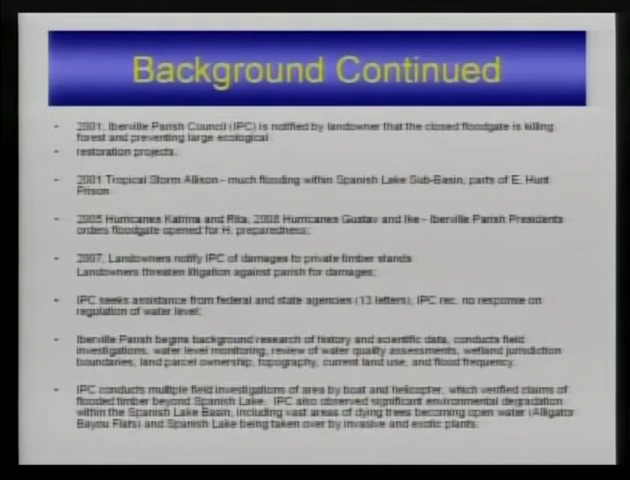 Background Continued
- 2001, Iberville Parish Council (IPC) is notified by landowner that the closed floodgate is killing
forest and preventing large ecological
- restoration projects.
- 2001 Tropical Storm Allison - much flooding within Spanish Lake Sub-Basin, parts of E. Hunt
Prison
- 2005 Hurricanes Katrina and Rita, 2008 Hurricanes Gustav and Ike - Iberville Parish Presidents
orders floodgate opened for H. preparedness;
- 2007, Landowners notify IPC of damages to private timber stands
Landowners threaten litigation against parish for damages;
- IPC seeks assistance from federal and state agencies (13 letters), IPC rec. no response on
regulation of water level;
- Iberville Parish begins background research of history and scientific data, conducts field
investigations, water level monitoring, review of water quality assessments, wetland jurisdiction
boundaries, land parcel ownership, topography, current land use, and flood frequency.
- IPC conducts multiple field investigations of area by boat and helicopter, which verified claims of
flooded timber beyond Spanish Lake. IPC also observed significant environmental degradation
within the Spanish Lake Basin, including vast areas of dying trees becoming open water (Alligator
Bayou Flats) and Spanish Lake being taken over by invasive and exotic plants.